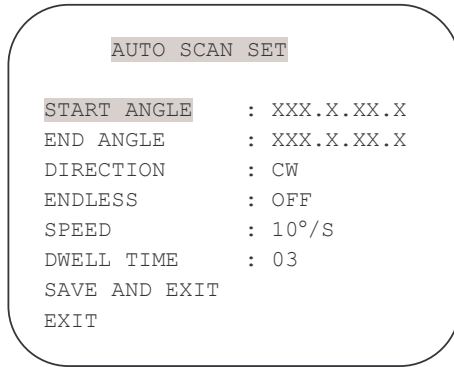 AUTO SCAN SET
START ANGLE : XXX.X.XX.X
END ANGLE : XXX.X.XX.X
DIRECTION : CW
ENDLESS : OFF
SPEED : 10°/S
DWELL TIME : 03
SAVE AND EXIT
EXIT